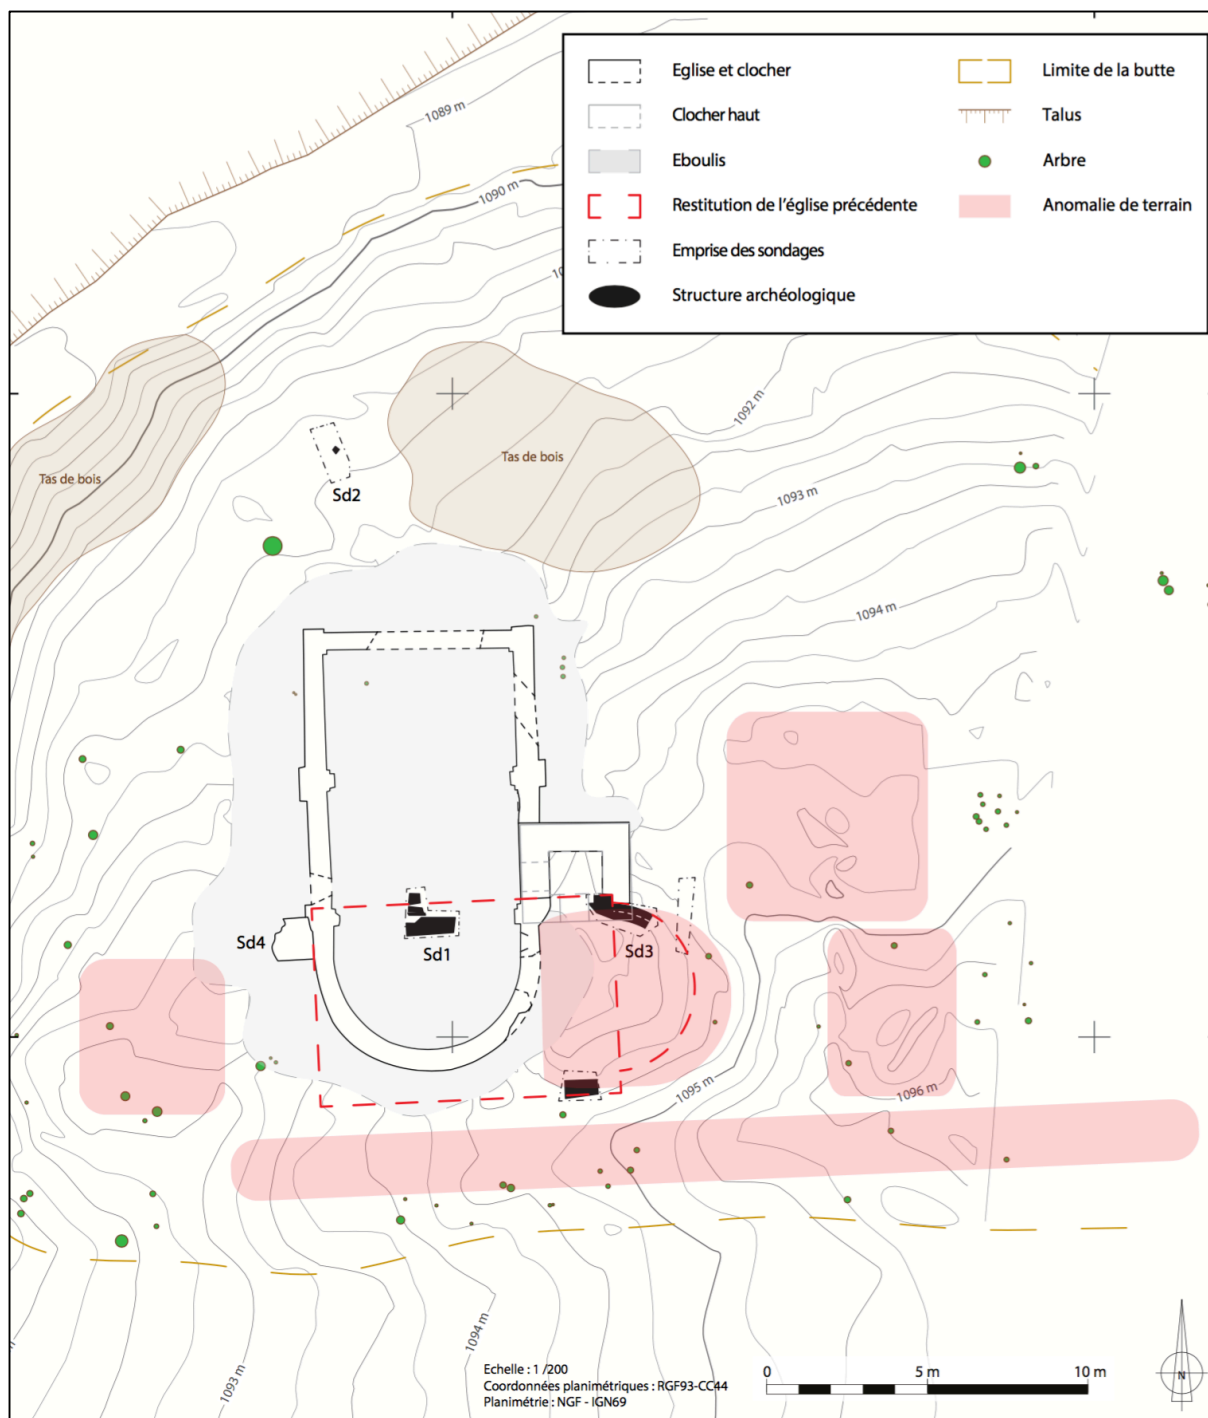 Eglise et clocher
Clocher haut
Eboulis
Restitution de l'église précédente
Emprise des sondages
Structure archéologique
Limite de la butte
Talus
Arbre
Anomalie de terrain
1089 m
1090 m
1092 m
Tas de bois
Tas de bois
Sd2
1093 m
1094 m
Sd4
Sd1
Sd3
1095 m
1096 m
1094 m
1093 m
Echelle : 1 /200
Coordonnées planimétriques : RGF93-CC44
Planimétrie : NGF - IGN69
0 5 m 10 m
N